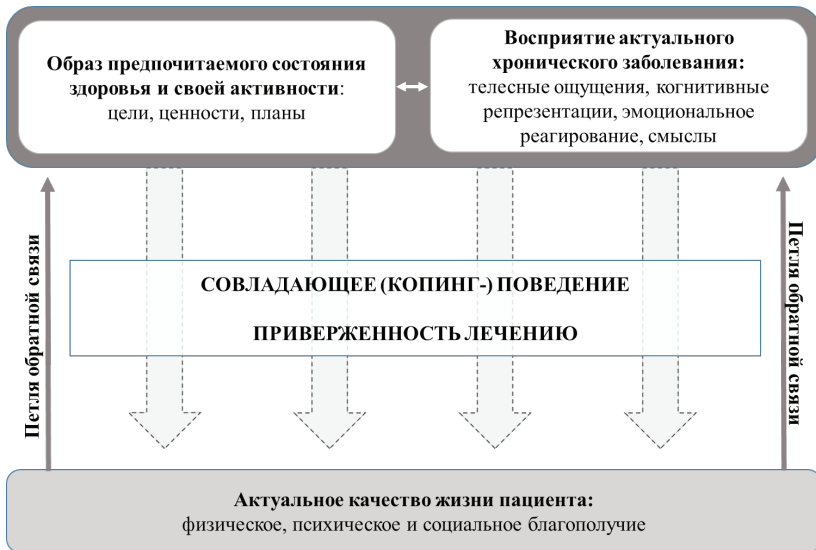 Образ предпочитаемого состояния
здоровья и своей активности:
цели, ценности, планы
Восприятие актуального
хронического заболевания:
телесные ощущения, когнитивные
репрезентации, эмоциональное
реагирование, смыслы
Петля обратной связи
СОВЛАДАЮЩЕЕ (КОПИНГ-) ПОВЕДЕНИЕ
ПРИВЕРЖЕННОСТЬ ЛЕЧЕНИЮ
Петля обратной связи
Актуальное качество жизни пациента:
физическое, психическое и социальное благополучие